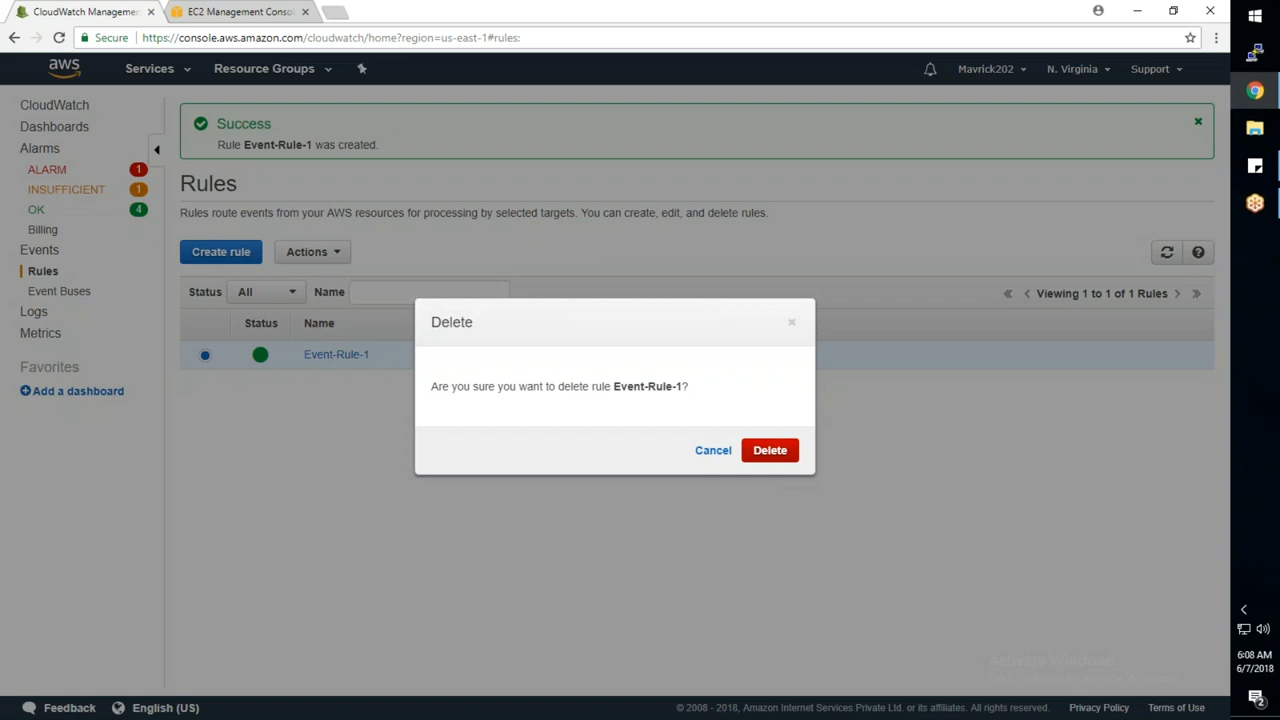 CloudWatch Managemen
EC2 Management Conso
Secure
https://console.aws.amazon.com/cloudwatch/home?region=us-east-1#rules:
aws
Services
Resource Groups
Mavrick202
N. Virginia
Support
CloudWatch
Dashboards
Alarms
ALARM 1
INSUFFICIENT 1
OK 4
Billing
Events
Rules
Event Buses
Logs
Metrics
Favorites
Add a dashboard
Success
Rule Event-Rule-1 was created.
Rules
Rules route events from your AWS resources for processing by selected targets. You can create, edit, and delete rules.
Create rule
Actions
Status All Name
Viewing 1 to 1 of 1 Rules
Status Name
Event-Rule-1
Delete
Are you sure you want to delete rule Event-Rule-1?
Cancel Delete
Activate Windows
6:08 AM
6/7/2018
2
Feedback
English (US)
© 2008 - 2018, Amazon Internet Services Private Ltd. or its affiliates. All rights reserved.
Privacy Policy
Terms of Use